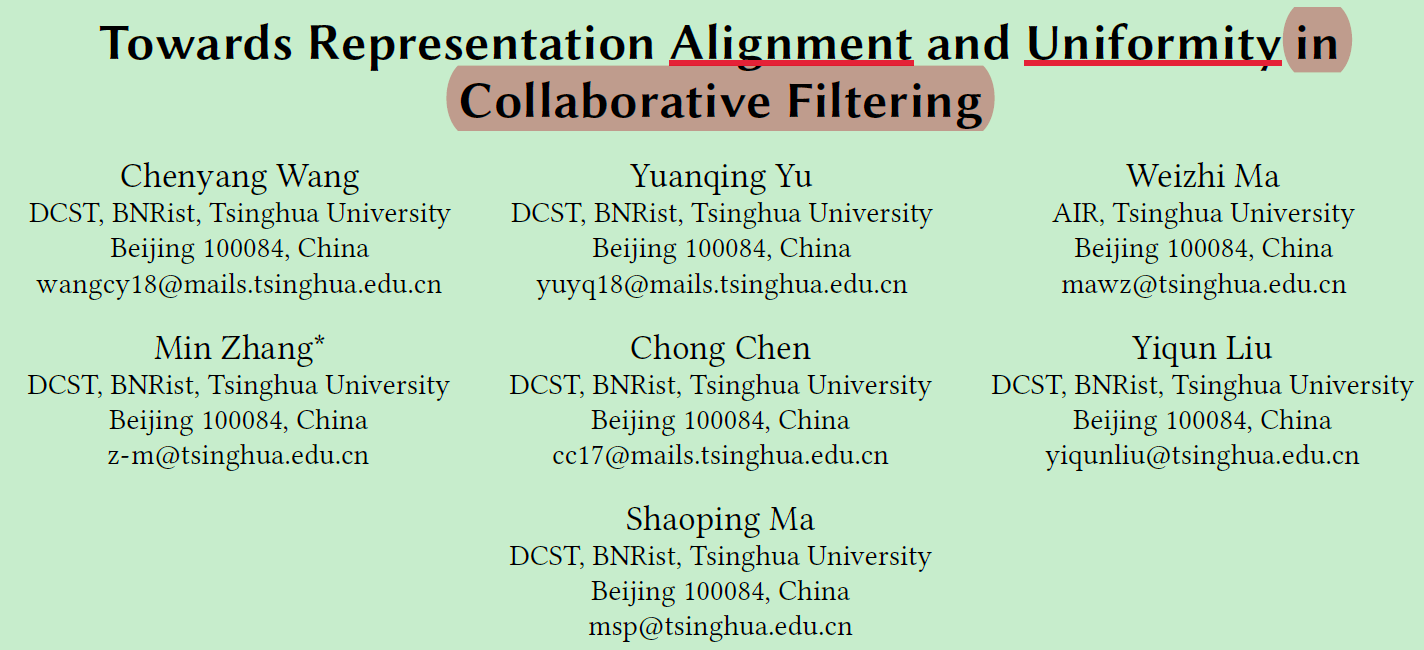 Towards Representation Alignment and Uniformity in
Collaborative Filtering
Chenyang Wang
DCST, BNRist, Tsinghua University
Beijing 100084, China
wangcy18@mails.tsinghua.edu.cn
Yuanqing Yu
DCST, BNRist, Tsinghua University
Beijing 100084, China
yuyq18@mails.tsinghua.edu.cn
Weizhi Ma
AIR, Tsinghua University
Beijing 100084, China
mawz@tsinghua.edu.cn
Min Zhang*
DCST, BNRist, Tsinghua University
Beijing 100084, China
z-m@tsinghua.edu.cn
Chong Chen
DCST, BNRist, Tsinghua University
Beijing 100084, China
cc17@mails.tsinghua.edu.cn
Yiqun Liu
DCST, BNRist, Tsinghua University
Beijing 100084, China
yiqunliu@tsinghua.edu.cn
Shaoping Ma
DCST, BNRist, Tsinghua University
Beijing 100084, China
msp@tsinghua.edu.cn